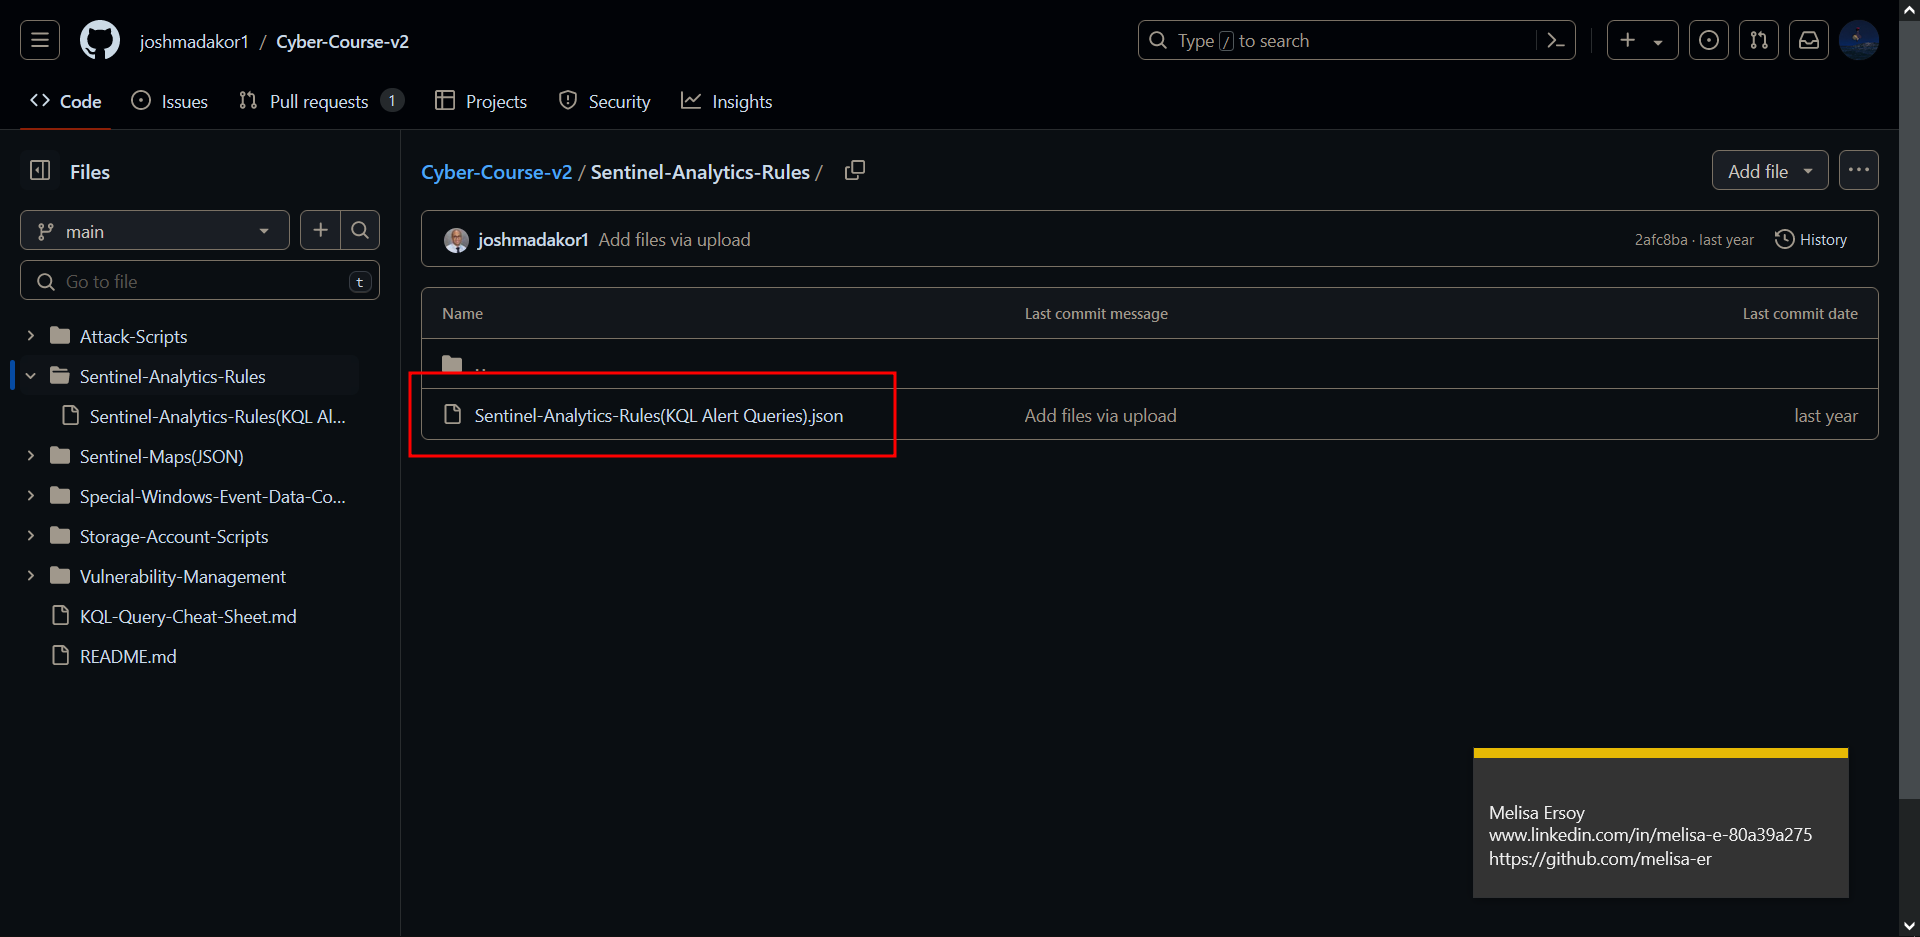 joshmadakor1 / Cyber-Course-v2
Type / to search
Code
Issues
Pull requests 1
Projects
Security
Insights
Files
main
Go to file
t
Attack-Scripts
Sentinel-Analytics-Rules
Sentinel-Analytics-Rules(KQL Al...
Sentinel-Maps(JSON)
Special-Windows-Event-Data-Co...
Storage-Account-Scripts
Vulnerability-Management
KQL-Query-Cheat-Sheet.md
README.md
Cyber-Course-v2 / Sentinel-Analytics-Rules /
Add file
joshmadakor1 Add files via upload
2afc8ba · last year
History
Name
Last commit message
Last commit date
..
Sentinel-Analytics-Rules(KQL Alert Queries).json
Add files via upload
last year
Melisa Ersoy
www.linkedin.com/in/melisa-e-80a39a275
https://github.com/melisa-er